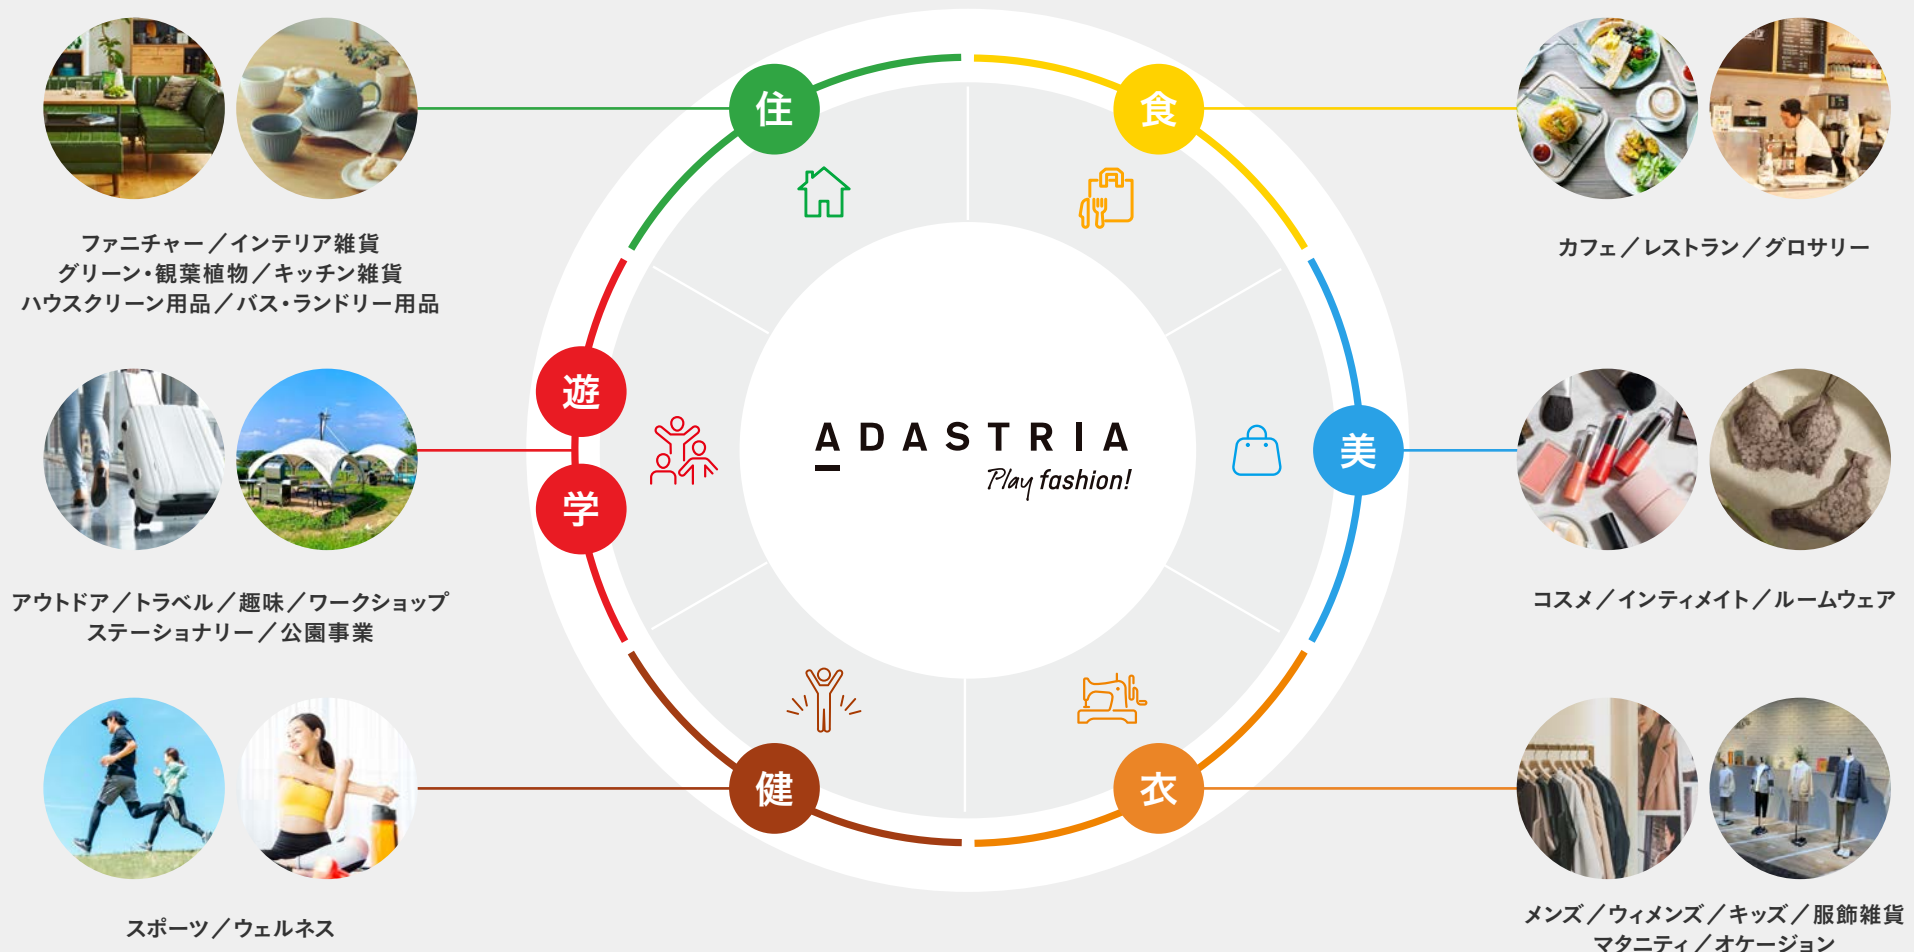 住
ファニチャー／インテリア雑貨
グリーン・観葉植物／キッチン雑貨
ハウスクリーン用品／バス・ランドリー用品
食
カフェ／レストラン／グロサリー
遊
学
アウトドア／トラベル／趣味／ワークショップ
ステーショナリー／公園事業
ADASTRIA
Play fashion!
美
コスメ／インティメイト／ルームウェア
健
スポーツ／ウェルネス
衣
メンズ／ウィメンズ／キッズ／服飾雑貨
マタニティ／オケージョン